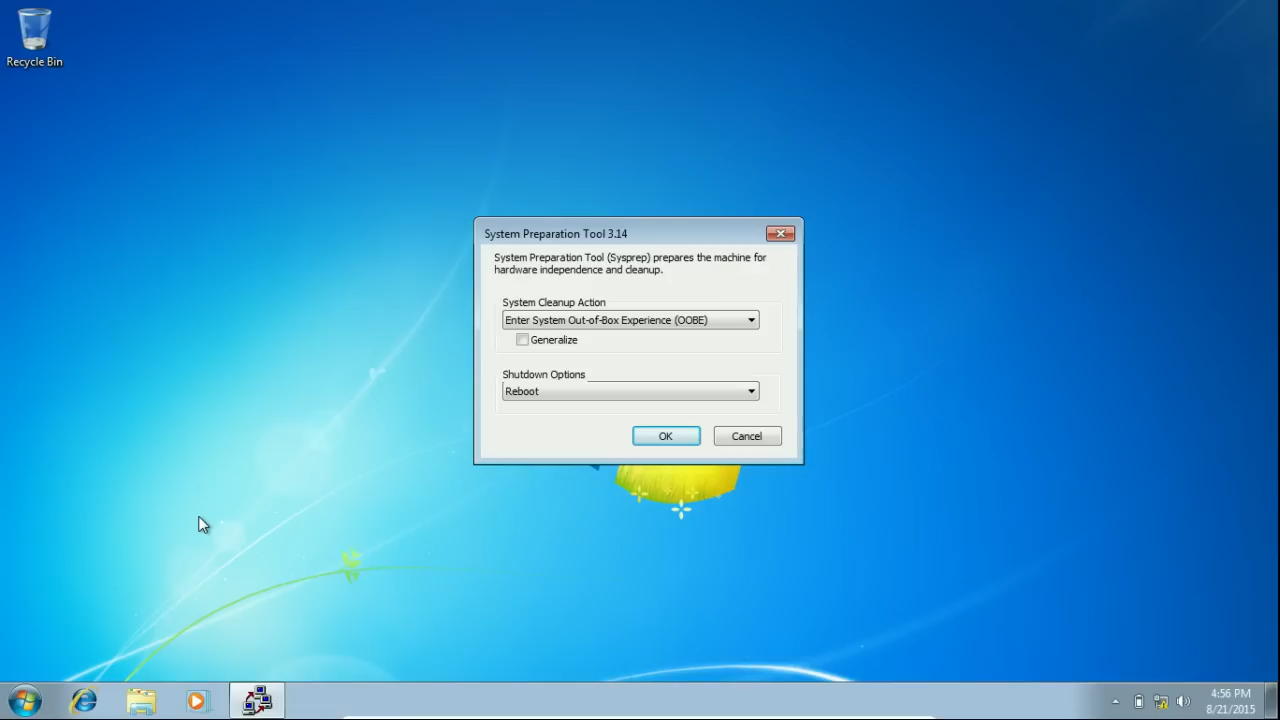 Recycle Bin
System Preparation Tool 3.14
System Preparation Tool (Sysprep) prepares the machine for
hardware independence and cleanup.
System Cleanup Action
Enter System Out-of-Box Experience (OOBE)
Generalize
Shutdown Options
Reboot
OK
Cancel
4:56 PM
8/21/2015